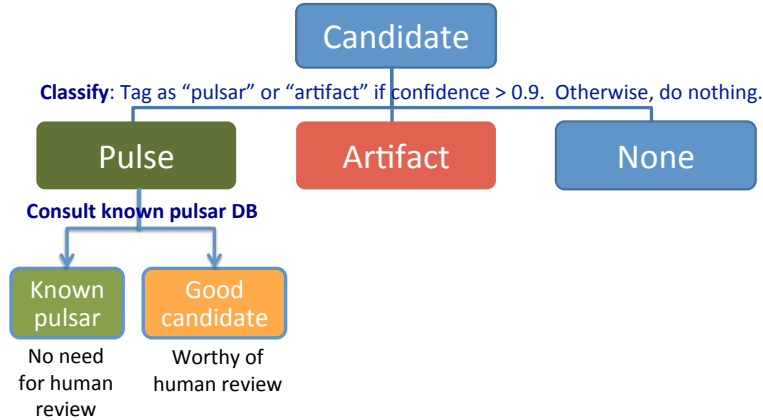 Candidate
Classify: Tag as “pulsar” or “artifact” if confidence > 0.9.  Otherwise, do nothing.
Pulse
Artifact
None
Consult known pulsar DB
Known
pulsar
Good
candidate
No need
for human
review
Worthy of
human review